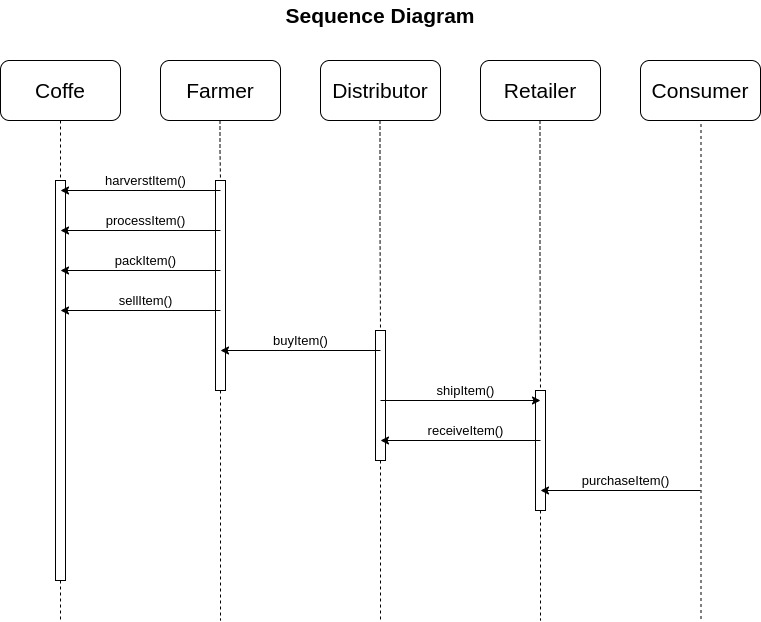 Sequence Diagram
Coffe
Farmer
Distributor
Retailer
Consumer
harverstItem()
processItem()
packItem()
sellItem()
buyItem()
shipItem()
receiveItem()
purchaseItem()